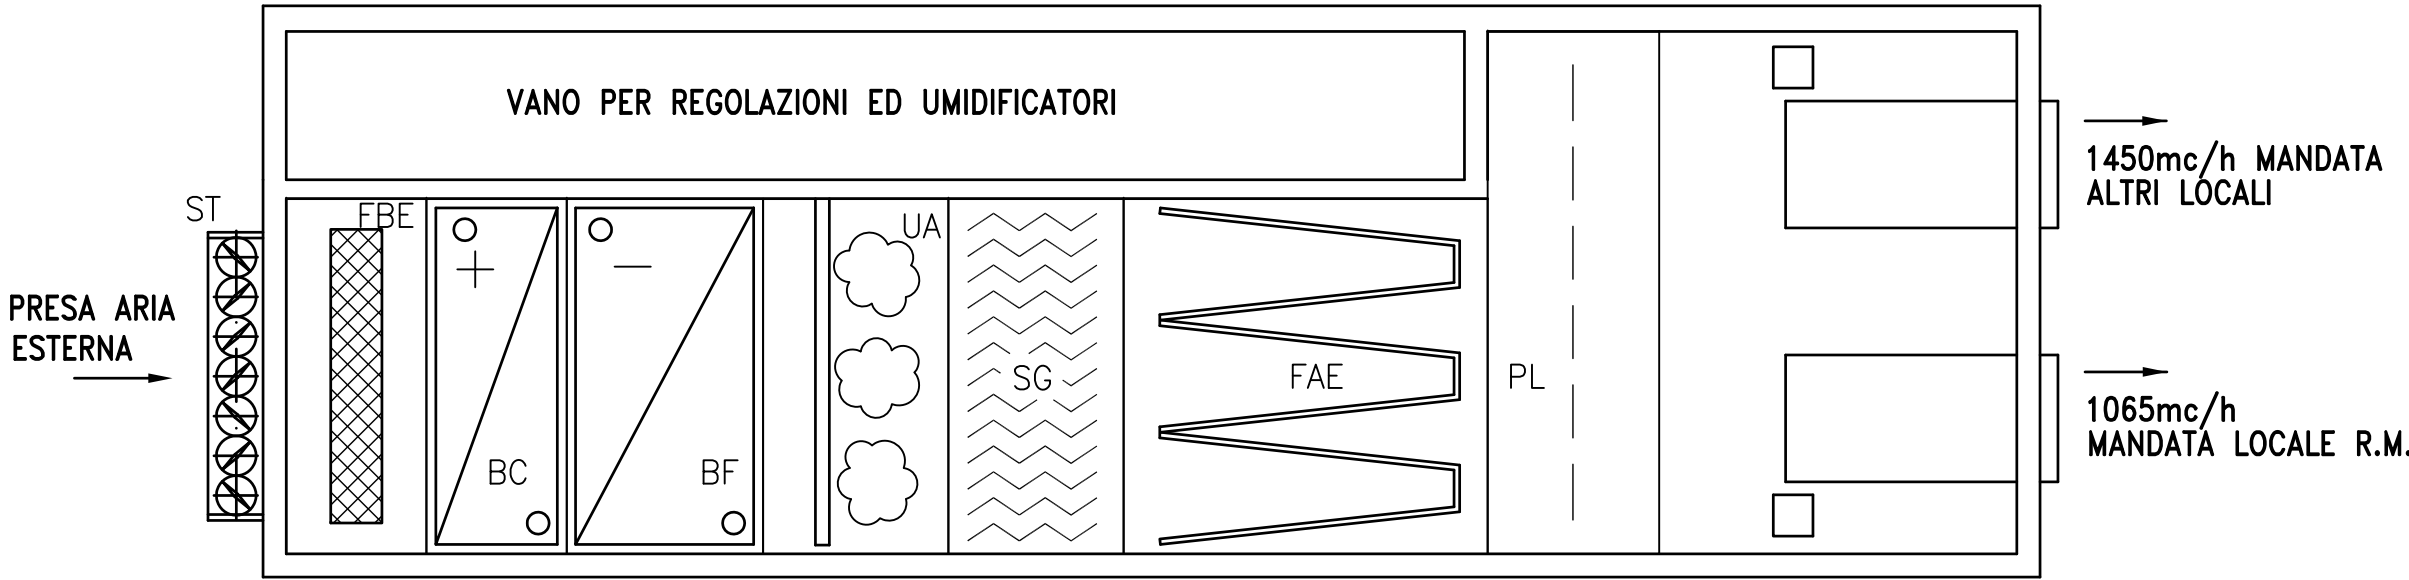 VANO PER REGOLAZIONI ED UMIDIFICATORI
1450mc/h MANDATA
ALTRI LOCALI
ST
FBE
UA
PRESA ARIA
ESTERNA
+
−
SG
FAE
PL
1065mc/h
MANDATA LOCALE R.M.
BC
BF